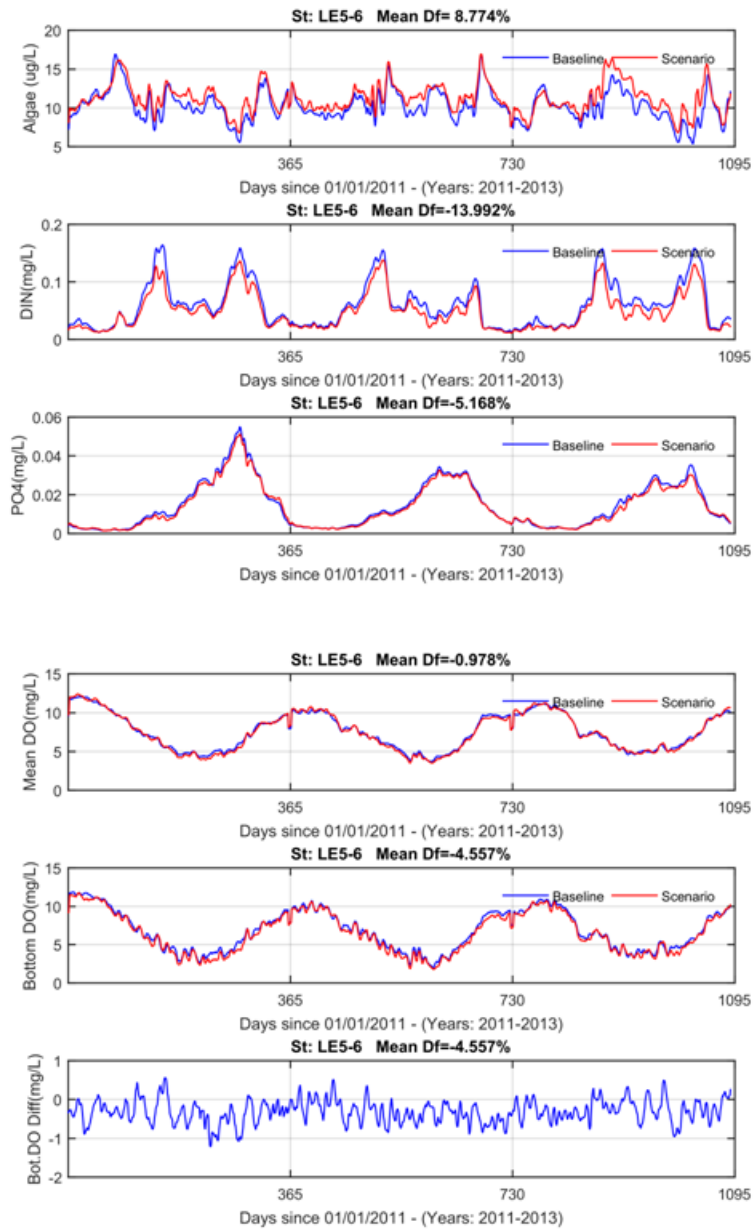 St: LE5-6 Mean Df= 8.774%
Algae (ug/L)
20
15
10
5
Baseline Scenario
365 730 1095
Days since 01/01/2011 - (Years: 2011-2013)
St: LE5-6 Mean Df=-13.992%
DIN(mg/L)
0.2
0.1
0
Baseline Scenario
365 730 1095
Days since 01/01/2011 - (Years: 2011-2013)
St: LE5-6 Mean Df=-5.168%
PO4(mg/L)
0.06
0.04
0.02
0
Baseline Scenario
365 730 1095
Days since 01/01/2011 - (Years: 2011-2013)
St: LE5-6 Mean Df=-0.978%
Mean DO(mg/L)
15
10
5
0
Baseline Scenario
365 730 1095
Days since 01/01/2011 - (Years: 2011-2013)
St: LE5-6 Mean Df=-4.557%
Bottom DO(mg/L)
15
10
5
0
Baseline Scenario
365 730 1095
Days since 01/01/2011 - (Years: 2011-2013)
St: LE5-6 Mean Df=-4.557%
Bot.DO Diff(mg/L)
1
0
-1
-2
365 730 1095
Days since 01/01/2011 - (Years: 2011-2013)